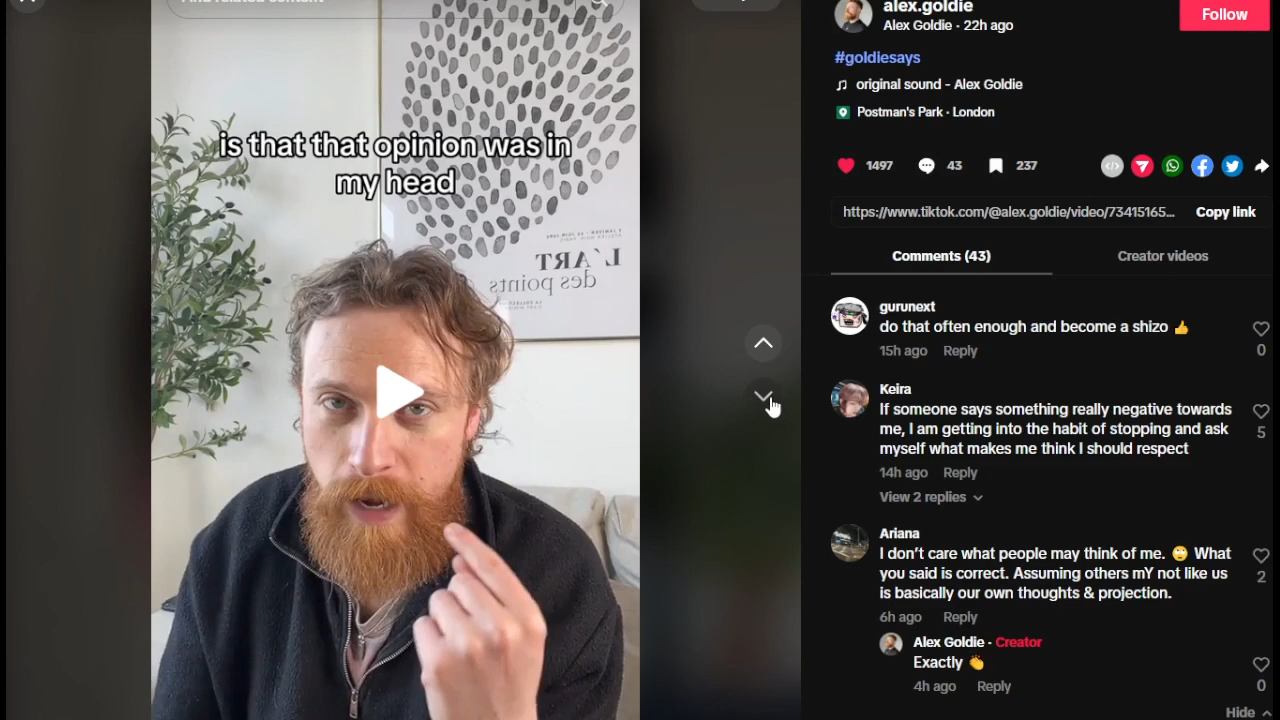 is that that opinion was in
my head
L'ART
des points
alex.goldie
Alex Goldie · 22h ago
Follow
#goldiesays
original sound - Alex Goldie
Postman's Park · London
1497
43
237
https://www.tiktok.com/@alex.goldie/video/73415165...
Copy link
Comments (43)
Creator videos
gurunext
do that often enough and become a shizo 👍
0
15h ago Reply
Keira
If someone says something really negative towards
me, I am getting into the habit of stopping and ask
myself what makes me think I should respect
5
14h ago Reply
View 2 replies
Ariana
I don't care what people may think of me. 🙄 What
you said is correct. Assuming others mY not like us
is basically our own thoughts & projection.
2
6h ago Reply
Alex Goldie · Creator
Exactly 👏
0
4h ago Reply
Hide